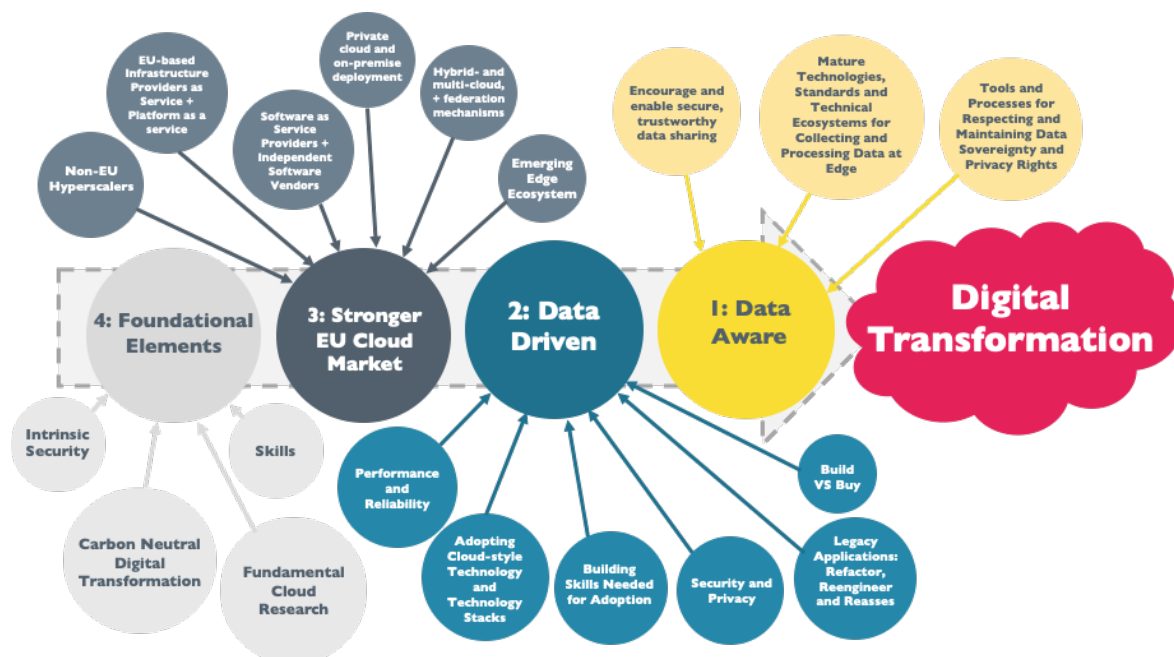 Private
cloud and
on-premise
deployment
EU-based
Infrastructure
Providers as
Service +
Platform as a
service
Hybrid- and
multi-cloud,
+ federation
mechanisms
Software as
Service
Providers +
Independent
Software
Vendors
Non-EU
Hyperscalers
Emerging
Edge
Ecosystem
Encourage and
enable secure,
trustworthy
data sharing
Mature
Technologies,
Standards and
Technical
Ecosystems for
Collecting and
Processing Data at
Edge
Tools and
Processes for
Respecting and
Maintaining Data
Sovereignty and
Privacy Rights
4: Foundational
Elements
3: Stronger
EU Cloud
Market
2: Data
Driven
1: Data
Aware
Digital
Transformation
Intrinsic
Security
Skills
Carbon Neutral
Digital
Transformation
Fundamental
Cloud
Research
Performance
and
Reliability
Adopting
Cloud-style
Technology
and
Technology
Stacks
Building
Skills Needed
for Adoption
Security and
Privacy
Legacy
Applications:
Refactor,
Reengineer
and Reasses
Build
VS Buy